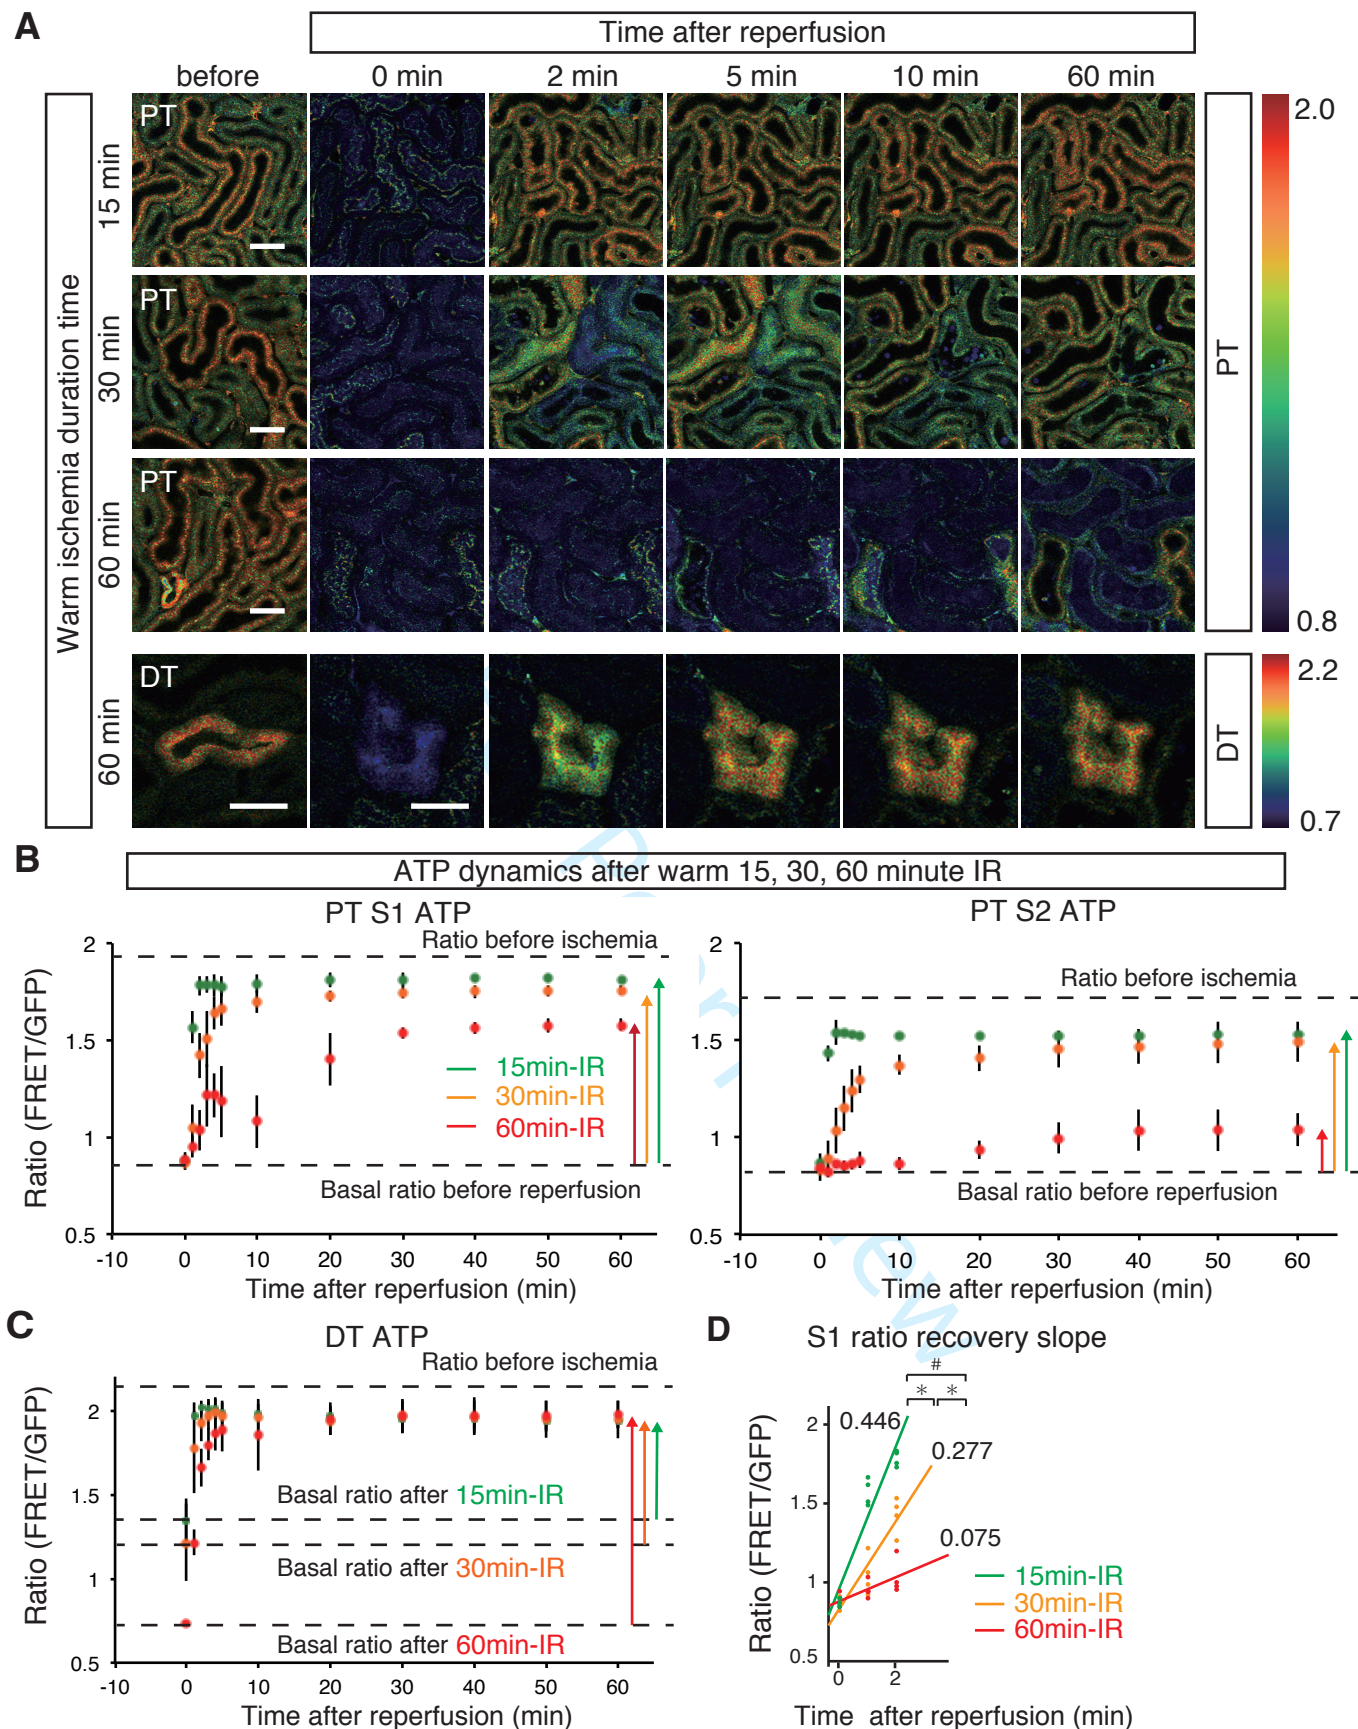 A
Time after reperfusion
before 0 min 2 min 5 min 10 min 60 min
Warm ischemia duration time
15 min
PT
30 min
PT
60 min
PT
60 min
DT
PT
2.0
0.8
DT
2.2
0.7
B
ATP dynamics after warm 15, 30, 60 minute IR
PT S1 ATP
Ratio before ischemia
Ratio (FRET/GFP)
2
1.5
1
0.5
15min-IR
30min-IR
60min-IR
Basal ratio before reperfusion
-10 0 10 20 30 40 50 60
Time after reperfusion (min)
PT S2 ATP
Ratio before ischemia
2
1.5
1
0.5
Basal ratio before reperfusion
-10 0 10 20 30 40 50 60
Time after reperfusion (min)
C
DT ATP
Ratio before ischemia
Ratio (FRET/GFP)
2
1.5
1
0.5
Basal ratio after 15min-IR
Basal ratio after 30min-IR
Basal ratio after 60min-IR
-10 0 10 20 30 40 50 60
Time after reperfusion (min)
D
S1 ratio recovery slope
#
* *
Ratio (FRET/GFP)
2
1.5
1
0.5
0.446
0.277
0.075
15min-IR
30min-IR
60min-IR
0 2
Time after reperfusion (min)